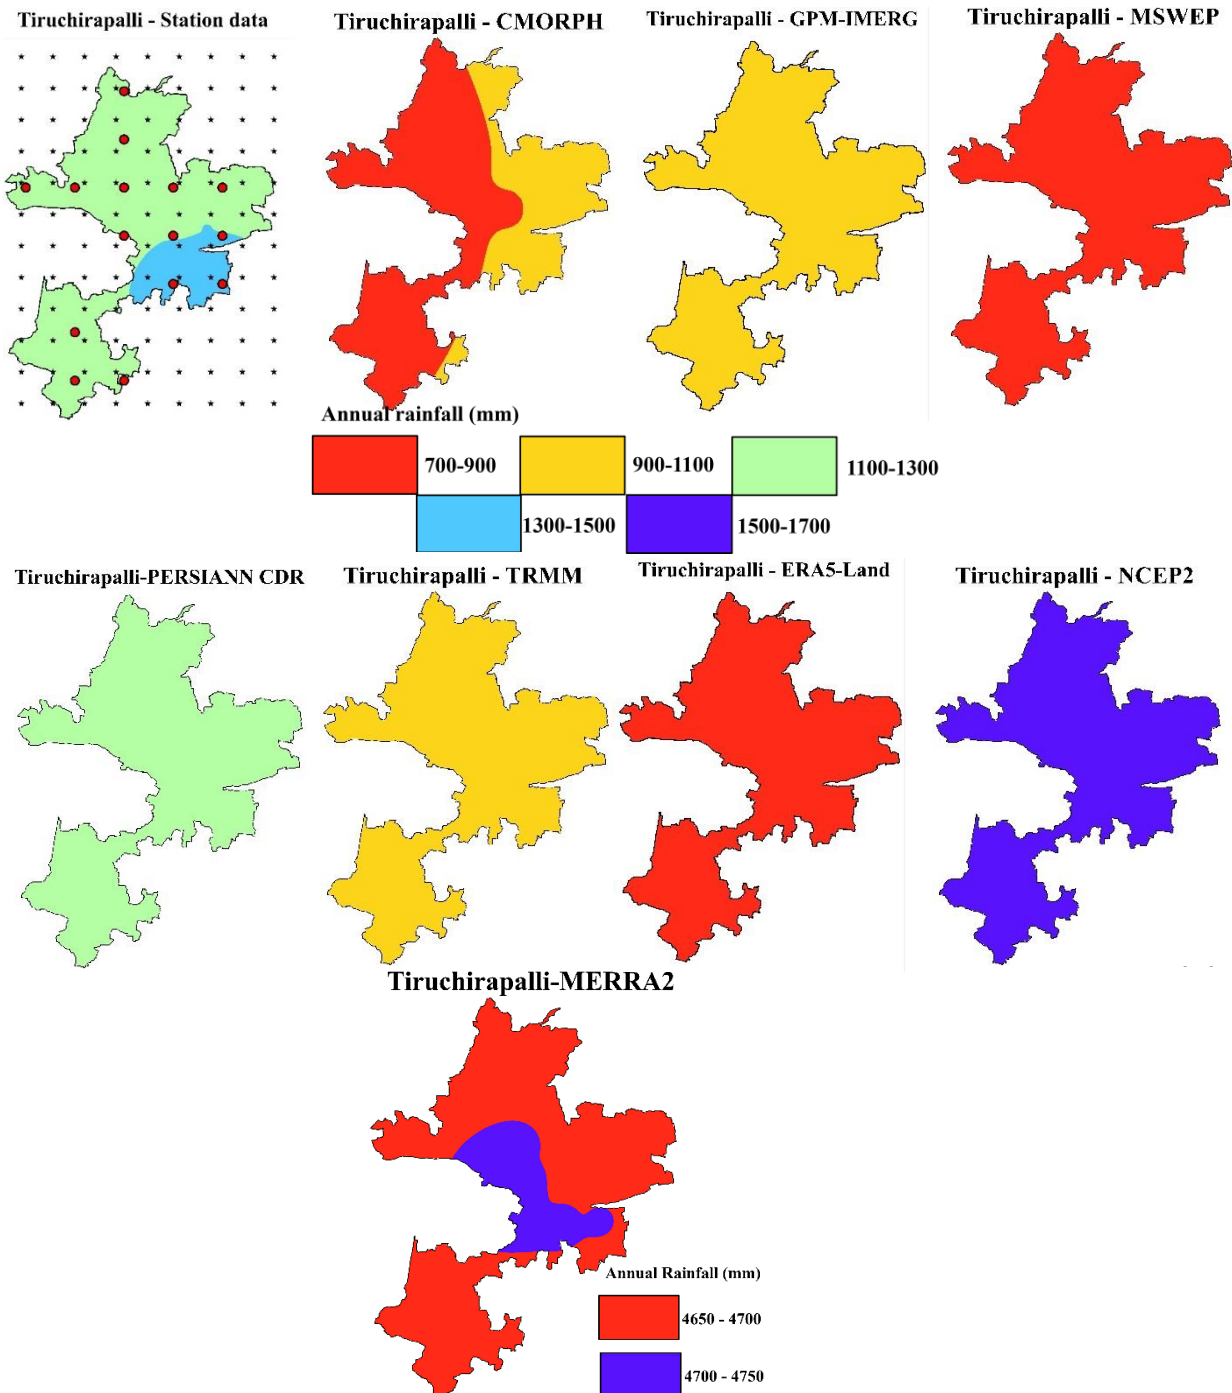 Tiruchirapalli - Station data
Tiruchirapalli - CMORPH
Tiruchirapalli - GPM-IMERG
Tiruchirapalli - MSWEP
Annual rainfall (mm)
700-900
900-1100
1100-1300
1300-1500
1500-1700
Tiruchirapalli-PERSIANN CDR
Tiruchirapalli - TRMM
Tiruchirapalli - ERA5-Land
Tiruchirapalli - NCEP2
Tiruchirapalli-MERRA2
Annual Rainfall (mm)
4650 - 4700
4700 - 4750